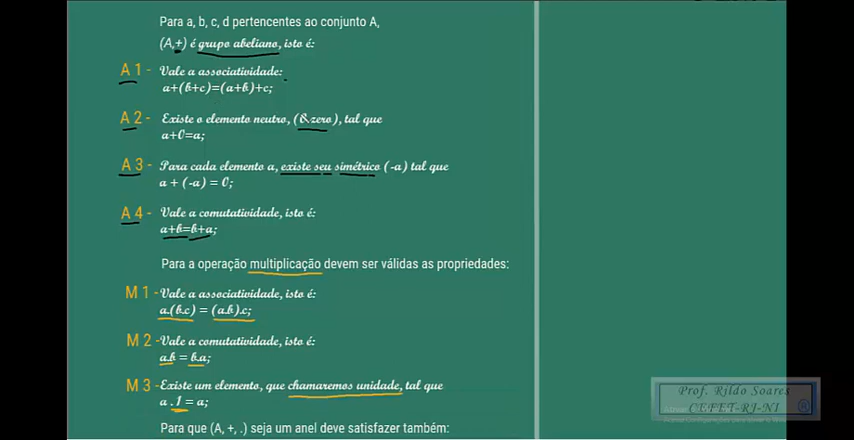 Para a, b, c, d pertencentes ao conjunto A,
(A,+) é grupo abeliano, isto é:
A 1 - Vale a associatividade:
a+(b+c)=(a+b)+c;
A 2 - Existe o elemento neutro, (& zero), tal que
a+0=a;
A 3 - Para cada elemento a, existe seu simétrico (-a) tal que
a + (-a) = 0;
A 4 - Vale a comutatividade, isto é:
a+b=b+a;
Para a operação multiplicação devem ser válidas as propriedades:
M 1 - Vale a associatividade, isto é:
a.(b.c) = (a.b).c;
M 2 - Vale a comutatividade, isto é:
a.b = b.a;
M 3 - Existe um elemento, que chamaremos unidade, tal que
a . 1 = a;
Para que (A, +, .) seja um anel deve satisfazer também:
Prof. Rildo Soares
CEFET-RJ-NI